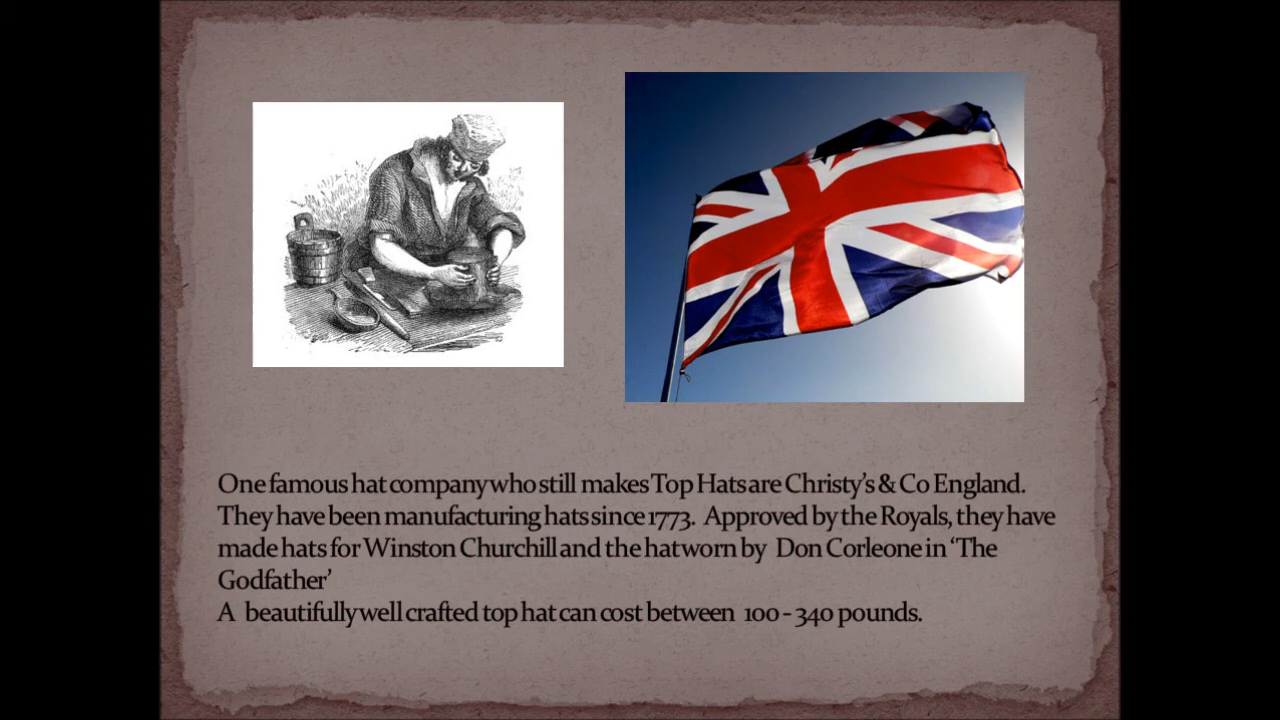 One famous hat company who still makes Top Hats are Christy's & Co England.
They have been manufacturing hats since 1773. Approved by the Royals, they have
made hats for Winston Churchill and the hat worn by Don Corleone in ‘The
Godfather’
A beautifully well crafted top hat can cost between 100 - 340 pounds.